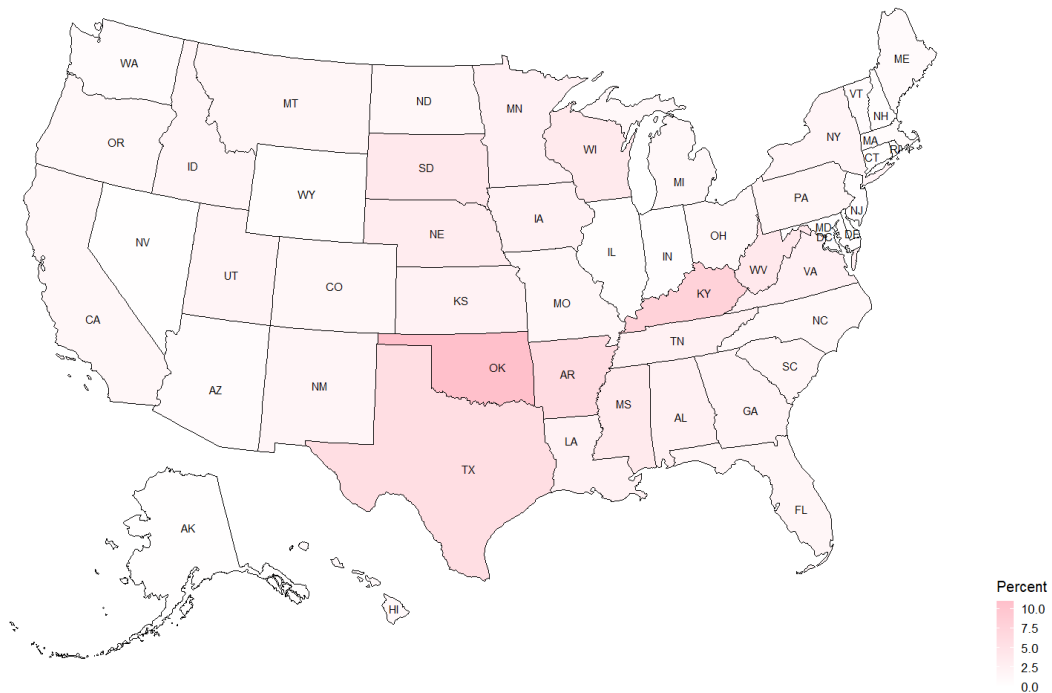 WA
ME
MT
ND
VT
MN
NH
OR
NY
MA
WI
RI
CT
ID
SD
MI
WY
PA
NJ
IA
NE
MD
DE
DC
OH
NV
IL
IN
UT
WV
VA
CO
KY
KS
MO
CA
NC
TN
SC
OK
AR
NM
AZ
MS
GA
AL
LA
TX
FL
AK
HI
Percent
10.0
7.5
5.0
2.5
0.0